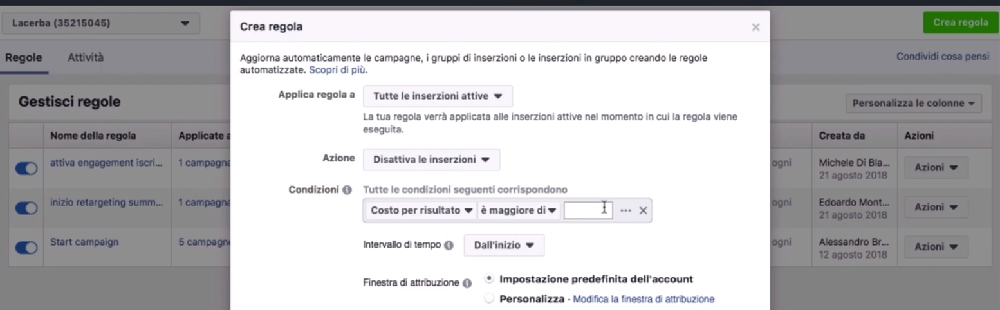 Lacerba (35215045)
Crea regola
Crea regola
Regole
Attività
Condividi cosa pensi
Aggiorna automaticamente le campagne, i gruppi di inserzioni o le inserzioni in gruppo creando le regole
automatizzate. Scopri di più.
Applica regola a
Tutte le inserzioni attive
La tua regola verrà applicata alle inserzioni attive nel momento in cui la regola viene
eseguita.
Gestisci regole
Personalizza le colonne
Nome della regola
Applicate a
Creata da
Azioni
Azione
Disattiva le inserzioni
attiva engagement iscri...
1 campagna
ogni
Michele Di Bla...
21 agosto 2018
Azioni
Condizioni
Tutte le condizioni seguenti corrispondono
Costo per risultato
è maggiore di
inizio retargeting summ...
1 campagna
ogni
Edoardo Mont...
21 agosto 2018
Azioni
Intervallo di tempo
Dall'inizio
Start campaign
5 campagne
ogni
Alessandro Br...
12 agosto 2018
Azioni
Finestra di attribuzione
Impostazione predefinita dell'account
Personalizza - Modifica la finestra di attribuzione